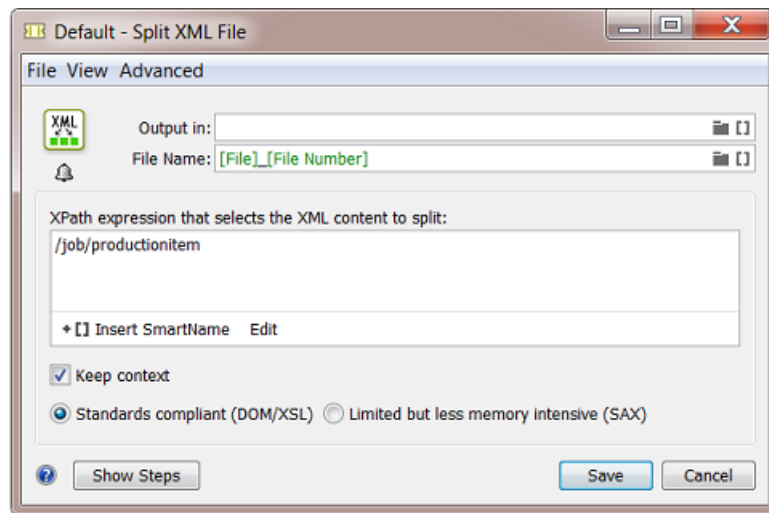 Default - Split XML File
File View Advanced
XML
Output in:
File Name: [File]_[File Number]
XPath expression that selects the XML content to split:
/job/productionitem
+[] Insert SmartName Edit
Keep context
Standards compliant (DOM/XSL) Limited but less memory intensive (SAX)
? Show Steps Save Cancel